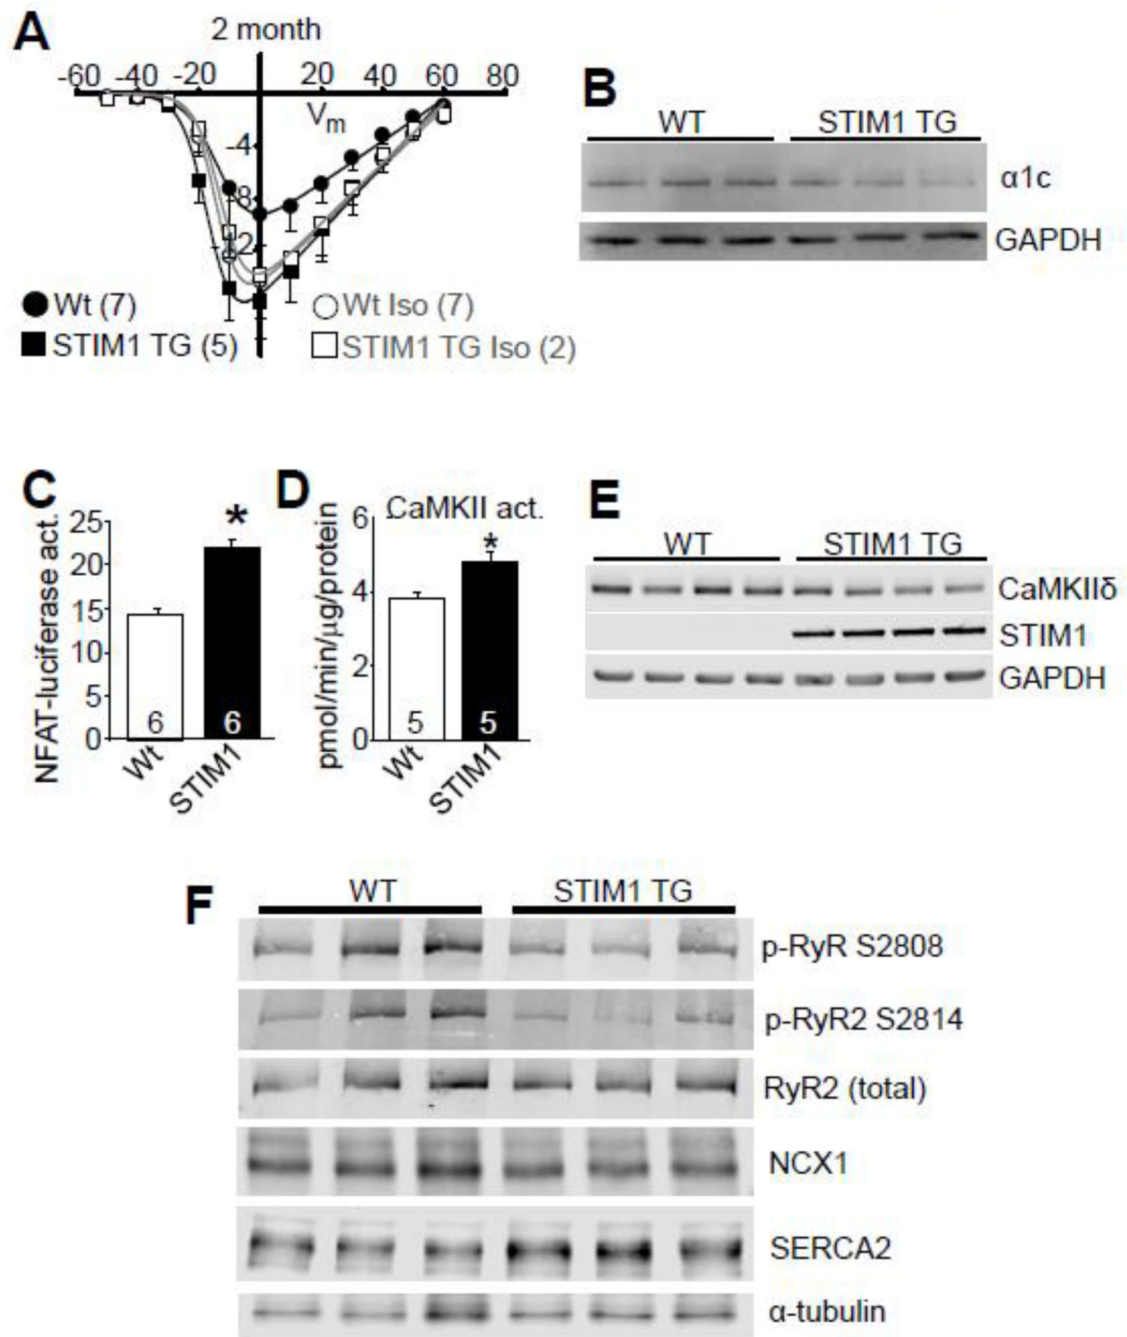 A
2 month
-60 -40 -20 20 40 60 80
Vm
-4
-8
-12
Wt (7)
Wt Iso (7)
STIM1 TG (5)
STIM1 TG Iso (2)
B
WT STIM1 TG
α1c
GAPDH
C
NFAT-luciferase act.
25
*
20
15
10
5
0
6 6
Wt STIM1
D
CaMKII act.
pmol/min/µg/protein
6
*
4
2
0
5 5
Wt STIM1
E
WT STIM1 TG
CaMKIIδ
STIM1
GAPDH
F
WT STIM1 TG
p-RyR S2808
p-RyR2 S2814
RyR2 (total)
NCX1
SERCA2
α-tubulin